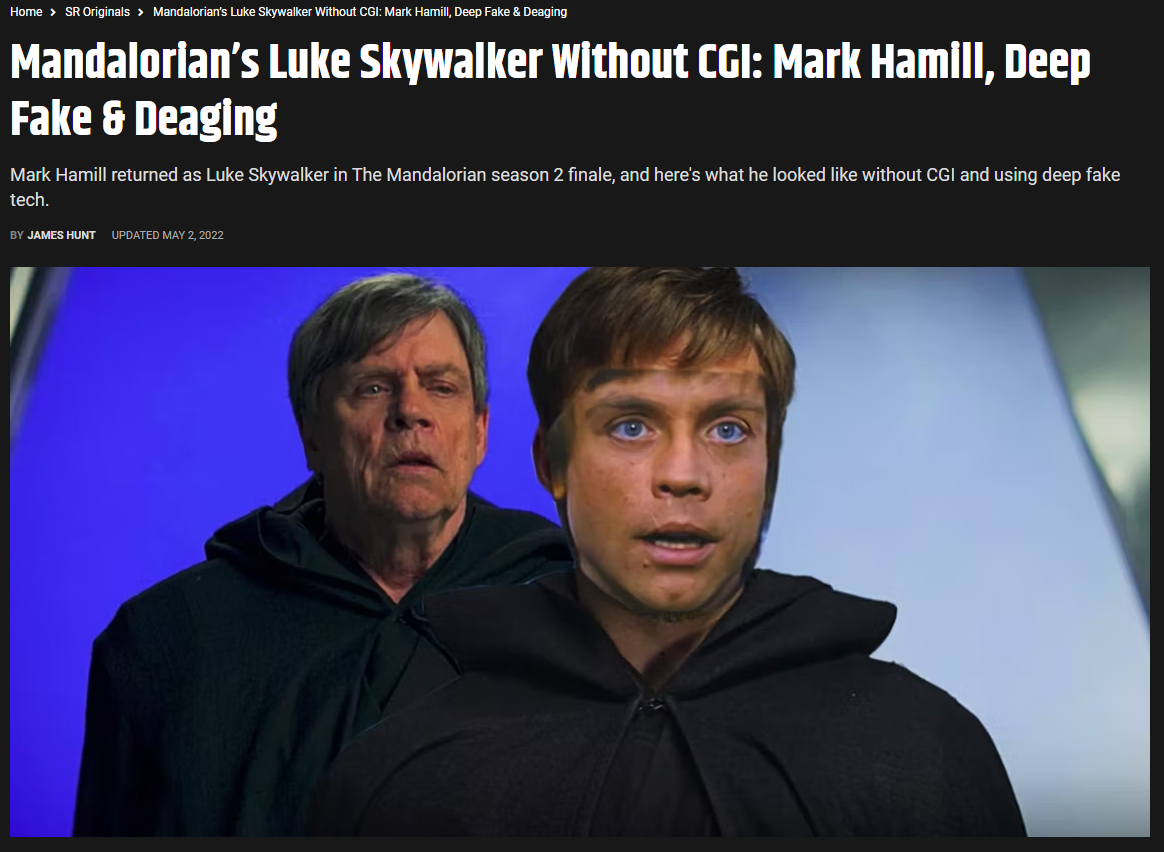 Home > SR Originals > Mandalorian’s Luke Skywalker Without CGI: Mark Hamill, Deep Fake & Deaging
Mandalorian’s Luke Skywalker Without CGI: Mark Hamill, Deep
Fake & Deaging
Mark Hamill returned as Luke Skywalker in The Mandalorian season 2 finale, and here's what he looked like without CGI and using deep fake
tech.
BY JAMES HUNT UPDATED MAY 2, 2022